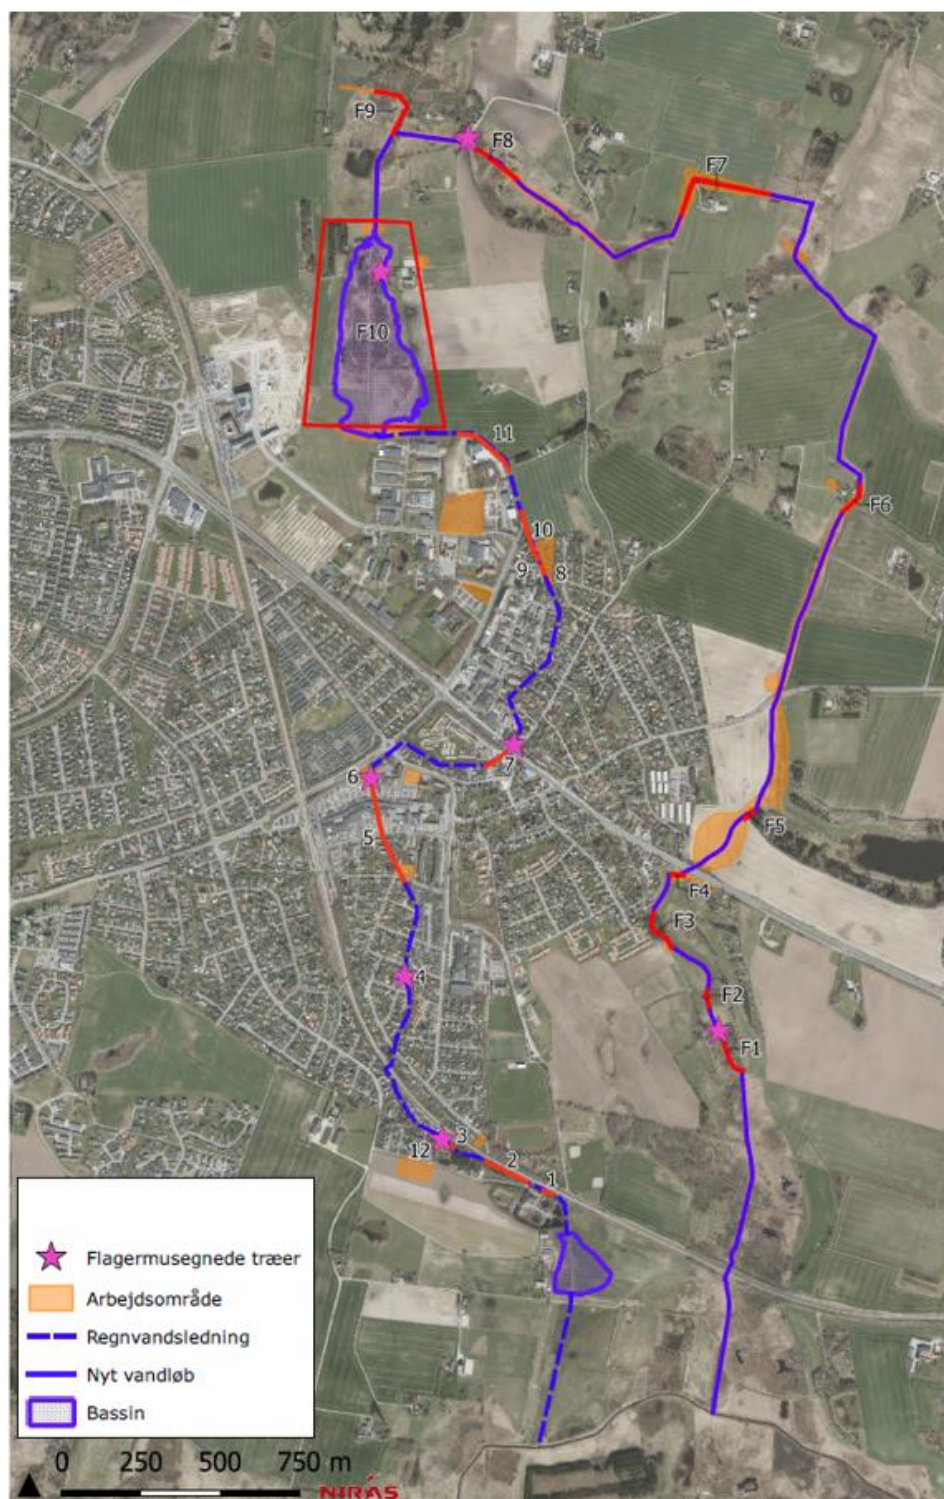 F9
F8
F7
F10
11
F6
10
9
8
7
6
5
F5
F4
F3
4
F2
F1
3
12
2
1
Flagermusegnede træer
Arbejdsområde
Regnvandsledning
Nyt vandløb
Bassin
0 250 500 750 m
NIRÁS